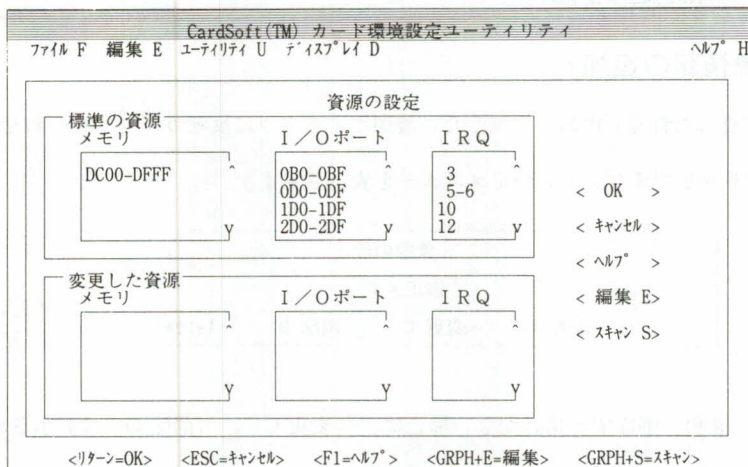 CardSoft(TM) カード環境設定ユーティリティ
ファイル F 編集 E ユーティリティ U ディスプレイ D ヘルプ H
資源の設定
標準の資源
メモリ I/Oポート IRQ
DC00-DFFF 0B0-0BF 3
0D0-0DF 5-6
1D0-1DF 10
2D0-2DF 12
< OK >
< キャンセル >
< ヘルプ >
< 編集 E>
< スキャン S>
変更した資源
メモリ I/Oポート IRQ
<リターン=OK> <ESC=キャンセル> <F1=ヘルプ> <GRPH+E=編集> <GRPH+S=スキャン>